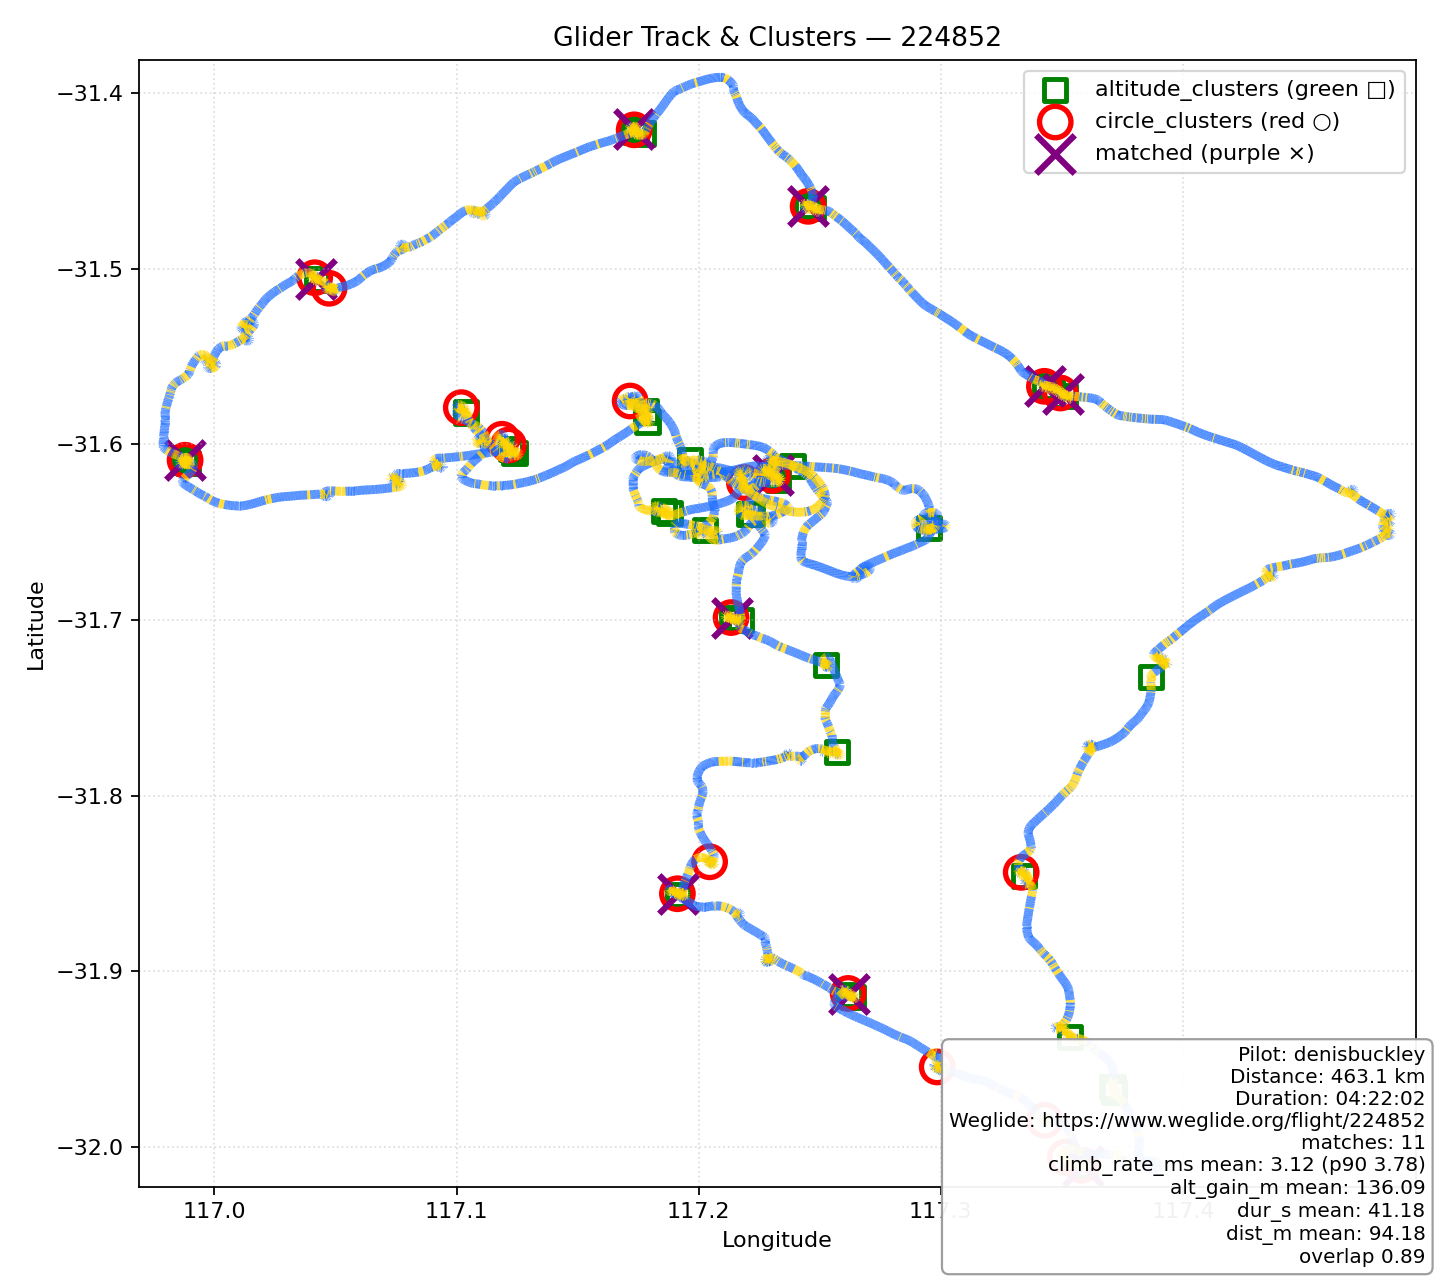 Glider Track & Clusters — 224852
altitude_clusters (green □)
circle_clusters (red ○)
matched (purple ×)
−31.4
−31.5
−31.6
−31.7
−31.8
−31.9
−32.0
Latitude
117.0
117.1
117.2
117.3
117.4
Longitude
Pilot: denisbuckley
Distance: 463.1 km
Duration: 04:22:02
Weglide: https://www.weglide.org/flight/224852
matches: 11
climb_rate_ms mean: 3.12 (p90 3.78)
alt_gain_m mean: 136.09
dur_s mean: 41.18
dist_m mean: 94.18
overlap 0.89